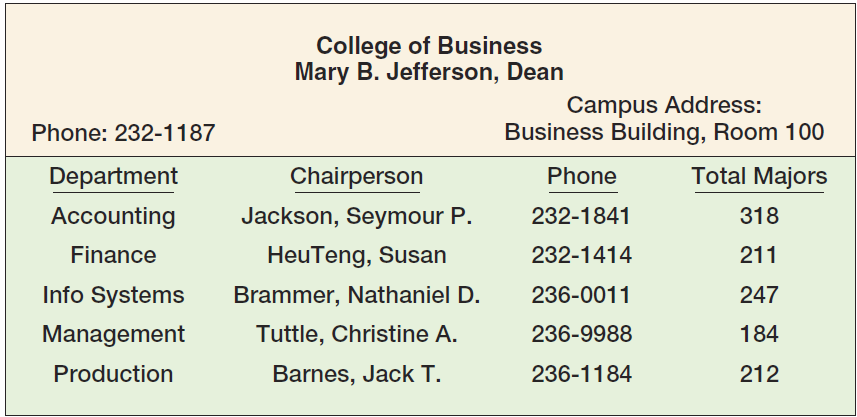 College of Business
Mary B. Jefferson, Dean
Campus Address:
Phone: 232-1187 Business Building, Room 100
Department Chairperson Phone Total Majors
Accounting Jackson, Seymour P. 232-1841 318
Finance HeuTeng, Susan 232-1414 211
Info Systems Brammer, Nathaniel D. 236-0011 247
Management Tuttle, Christine A. 236-9988 184
Production Barnes, Jack T. 236-1184 212